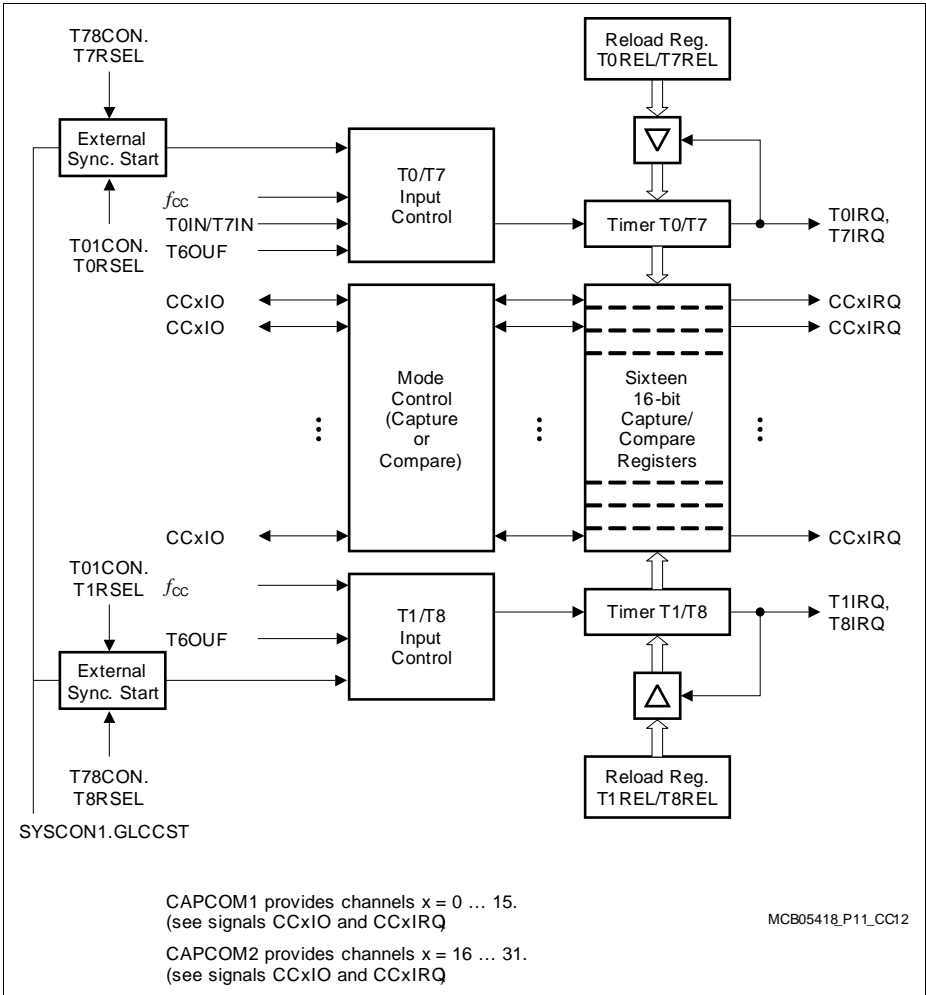 T78CON.
T7RSEL
Reload Reg.
T0REL/T7REL
External
Sync. Start
T0/T7
Input
Control
fCC
T0IN/T7IN
T6OUF
T01CON.
T0RSEL
Timer T0/T7
T0IRQ,
T7IRQ
CCxIO
CCxIO
CCxIRQ
CCxIRQ
Mode
Control
(Capture
or
Compare)
Sixteen
16-bit
Capture/
Compare
Registers
CCxIO
CCxIRQ
T01CON.
T1RSEL
fCC
T6OUF
T1/T8
Input
Control
Timer T1/T8
T1IRQ,
T8IRQ
External
Sync. Start
T78CON.
T8RSEL
Reload Reg.
T1REL/T8REL
SYSCON1.GLCCST
CAPCOM1 provides channels x = 0 … 15.
(see signals CCxIO and CCxIRQ)
CAPCOM2 provides channels x = 16 … 31.
(see signals CCxIO and CCxIRQ)
MCB05418_P11_CC12